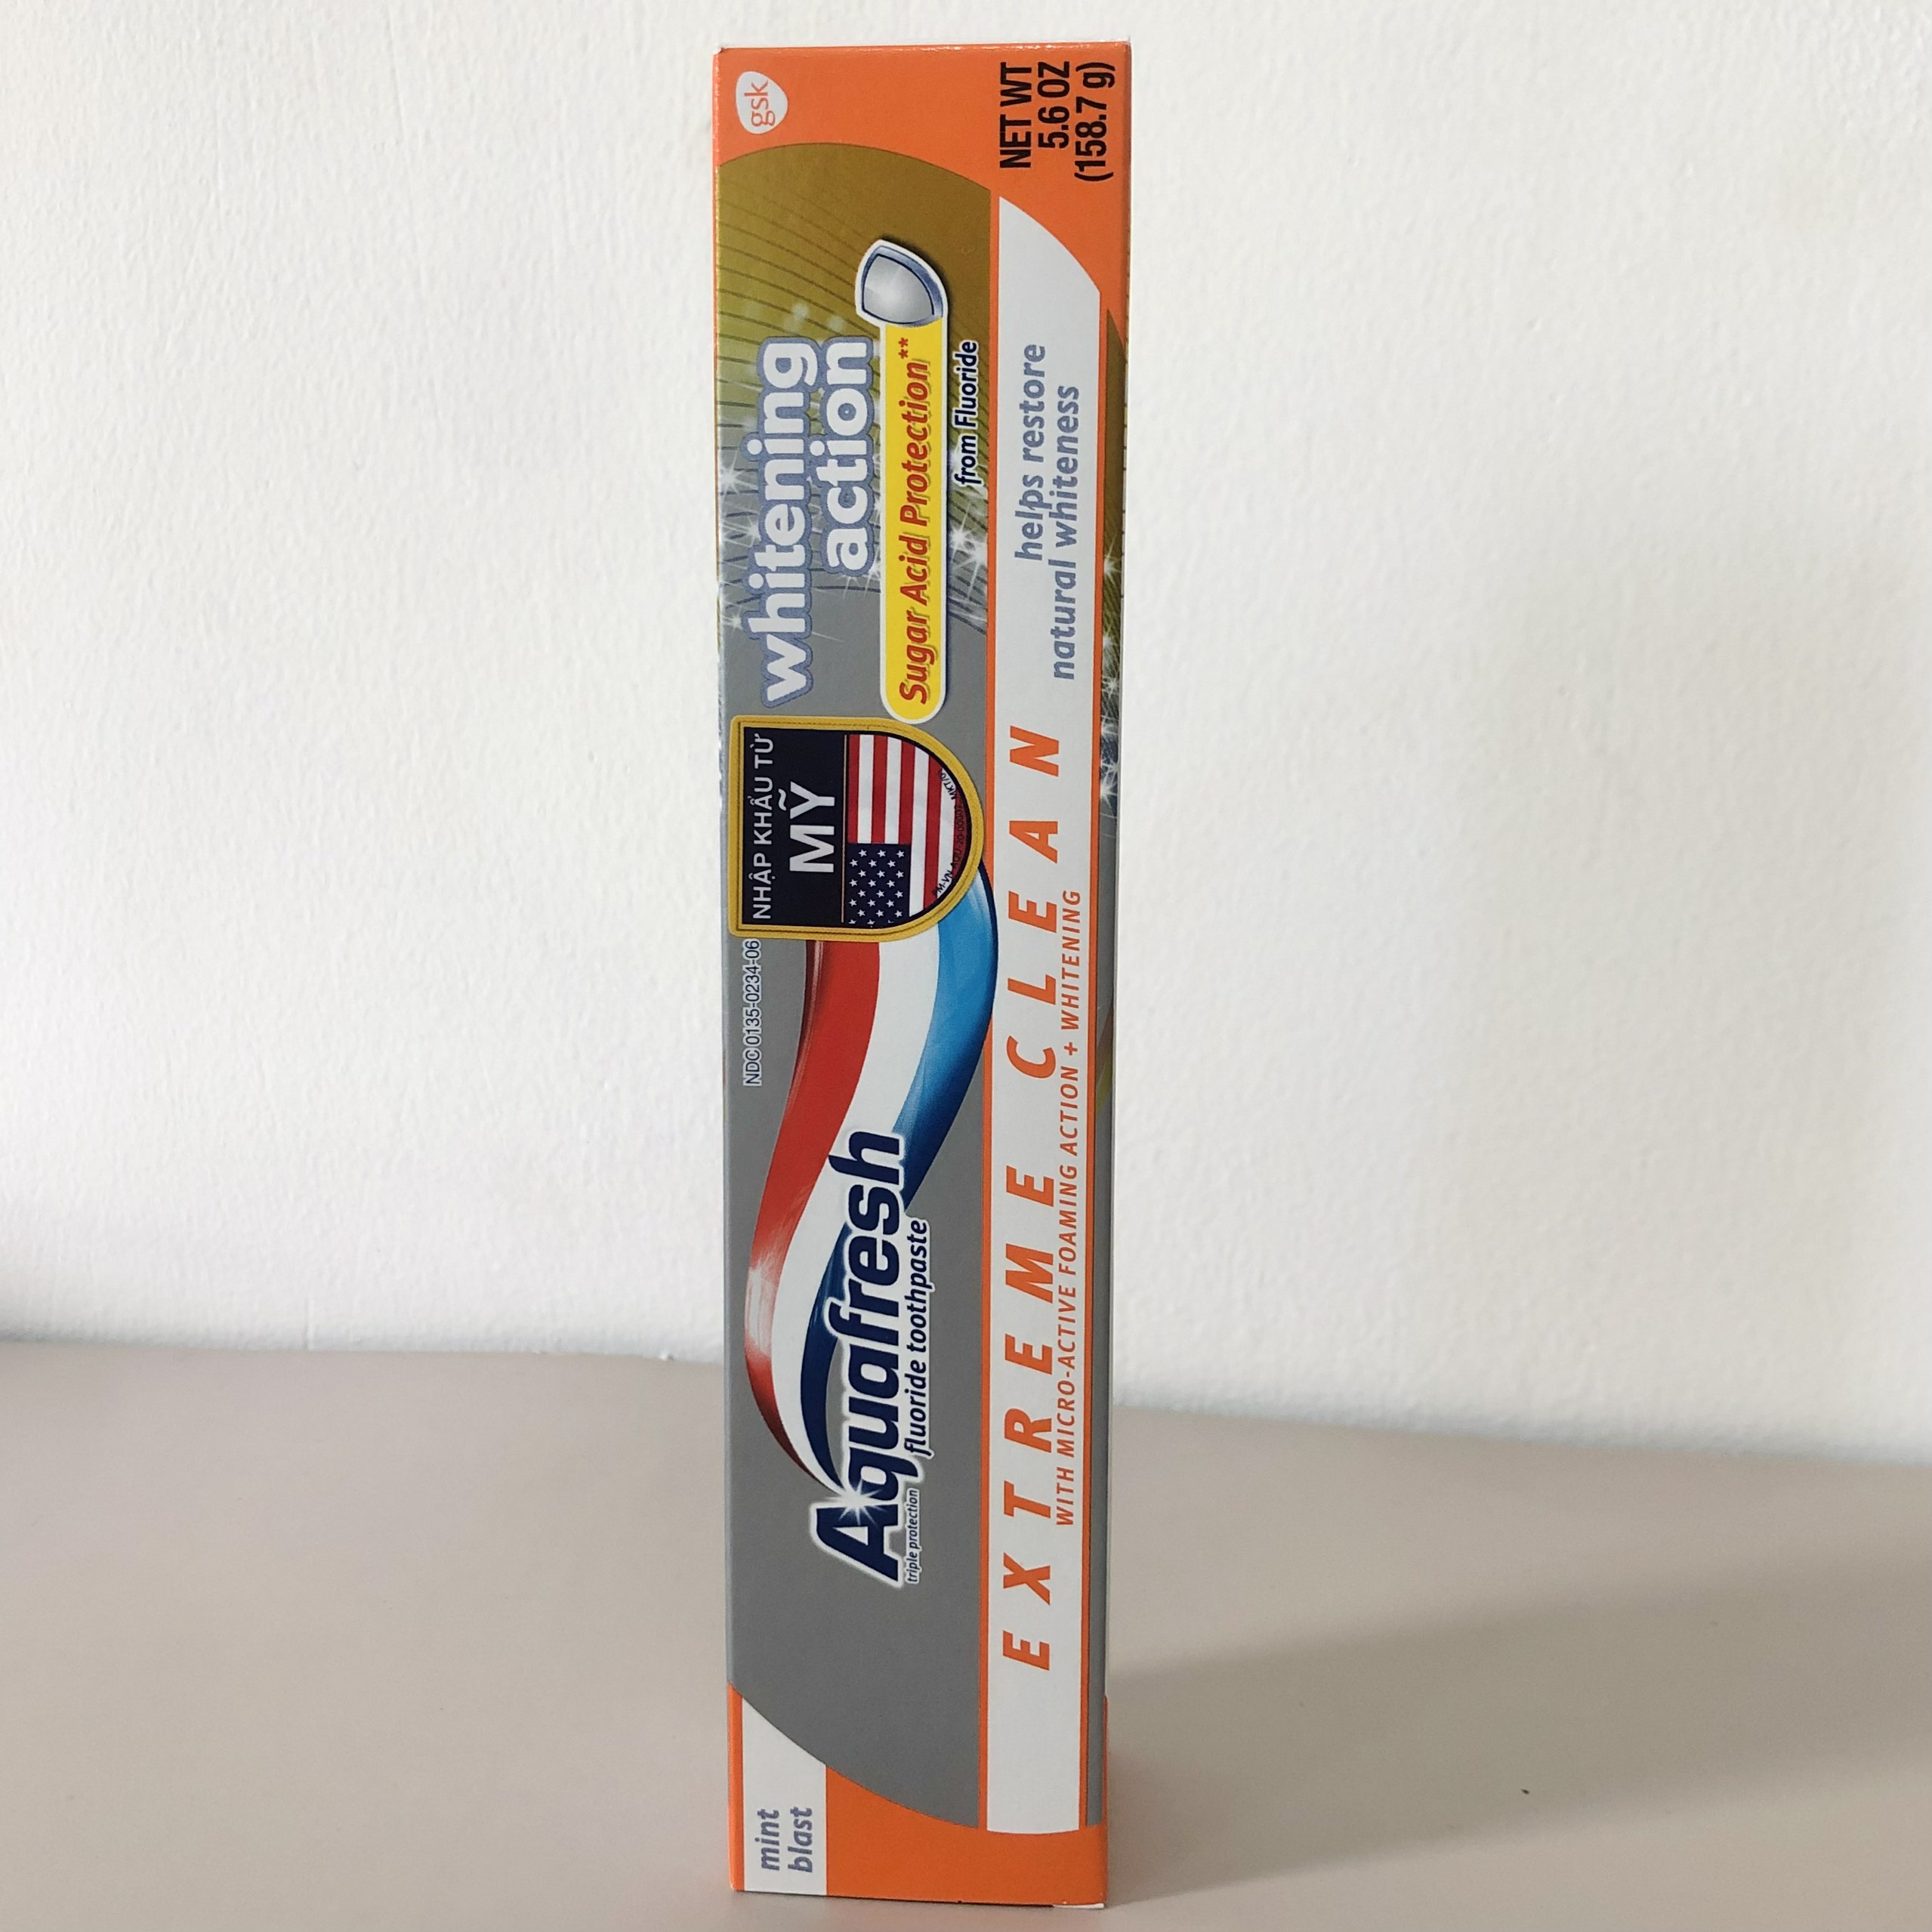 gsk
NET WT
5.6 OZ
(158.7 g)
whitening
action
Sugar Acid Protection**
from Fluoride
helps restore
natural whiteness
NHẬP KHẨU TỪ
MỸ
NDC 0135-0234-06
Aquafresh
triple protection
fluoride toothpaste
EXTREME CLEAN
WITH MICRO-ACTIVE FOAMING ACTION + WHITENING
mint
blast